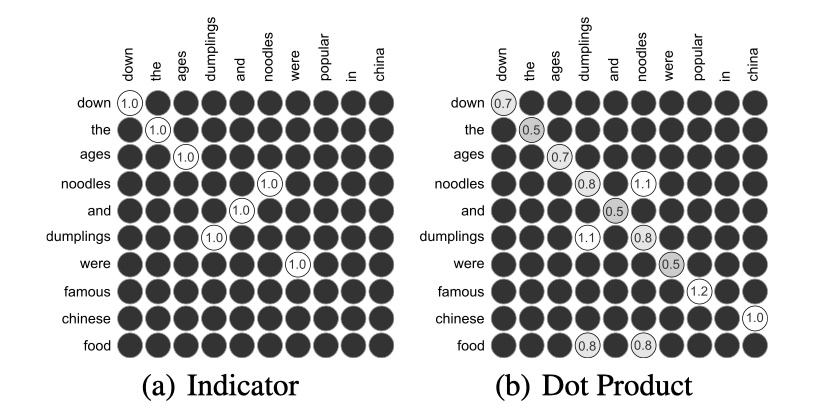 down the ages dumplings and noodles were popular in china
down the ages dumplings and noodles were popular in china
down 1.0
down 0.7
the 1.0
the 0.5
ages 1.0
ages 0.7
noodles 1.0
noodles 0.8 1.1
and 1.0
and 0.5
dumplings 1.0
dumplings 1.1 0.8
were 1.0
were 0.5
famous
famous 1.2
chinese
chinese 1.0
food
food 0.8 0.8
(a) Indicator
(b) Dot Product